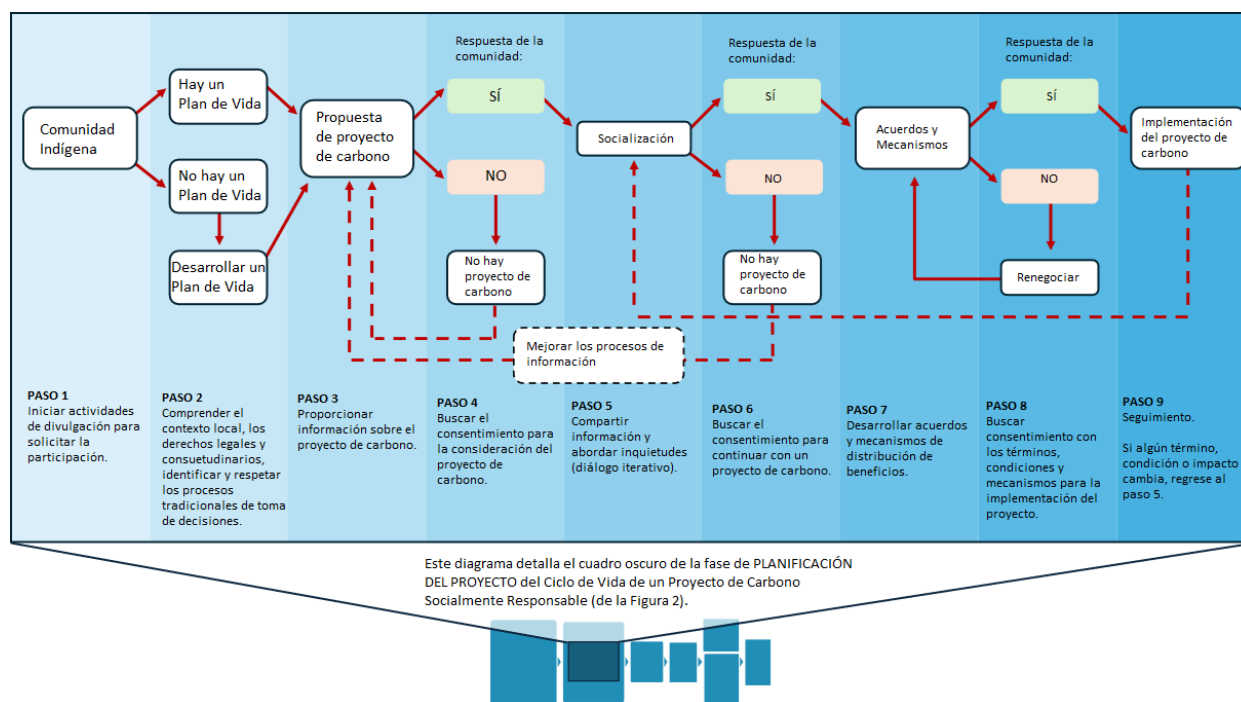 Comunidad
Indígena
Hay un
Plan de Vida
No hay un
Plan de Vida
Desarrollar un
Plan de Vida
Propuesta
de proyecto
de carbono
Respuesta de la
comunidad:
SÍ
NO
No hay
proyecto de
carbono
Socialización
Respuesta de la
comunidad:
SÍ
NO
No hay
proyecto de
carbono
Mejorar los procesos de
información
Acuerdos y
Mecanismos
Respuesta de la
comunidad:
SÍ
NO
Renegociar
Implementación
del proyecto de
carbono
PASO 1
Iniciar actividades
de divulgación para
solicitar la
participación.
PASO 2
Comprender el
contexto local, los
derechos legales y
consuetudinarios,
identificar y respetar
los procesos
tradicionales de toma
de decisiones.
PASO 3
Proporcionar
información sobre el
proyecto de carbono.
PASO 4
Buscar el
consentimiento para
la consideración del
proyecto de
carbono.
PASO 5
Compartir
información y
abordar inquietudes
(diálogo iterativo).
PASO 6
Buscar el
consentimiento para
continuar con un
proyecto de carbono.
PASO 7
Desarrollar acuerdos
y mecanismos de
distribución de
beneficios.
PASO 8
Buscar
consentimiento con
los términos,
condiciones y
mecanismos para la
implementación del
proyecto.
PASO 9
Seguimiento.
Si algún término,
condición o impacto
cambia, regrese al
paso 5.
Este diagrama detalla el cuadro oscuro de la fase de PLANIFICACIÓN
DEL PROYECTO del Ciclo de Vida de un Proyecto de Carbono
Socialmente Responsable (de la Figura 2).